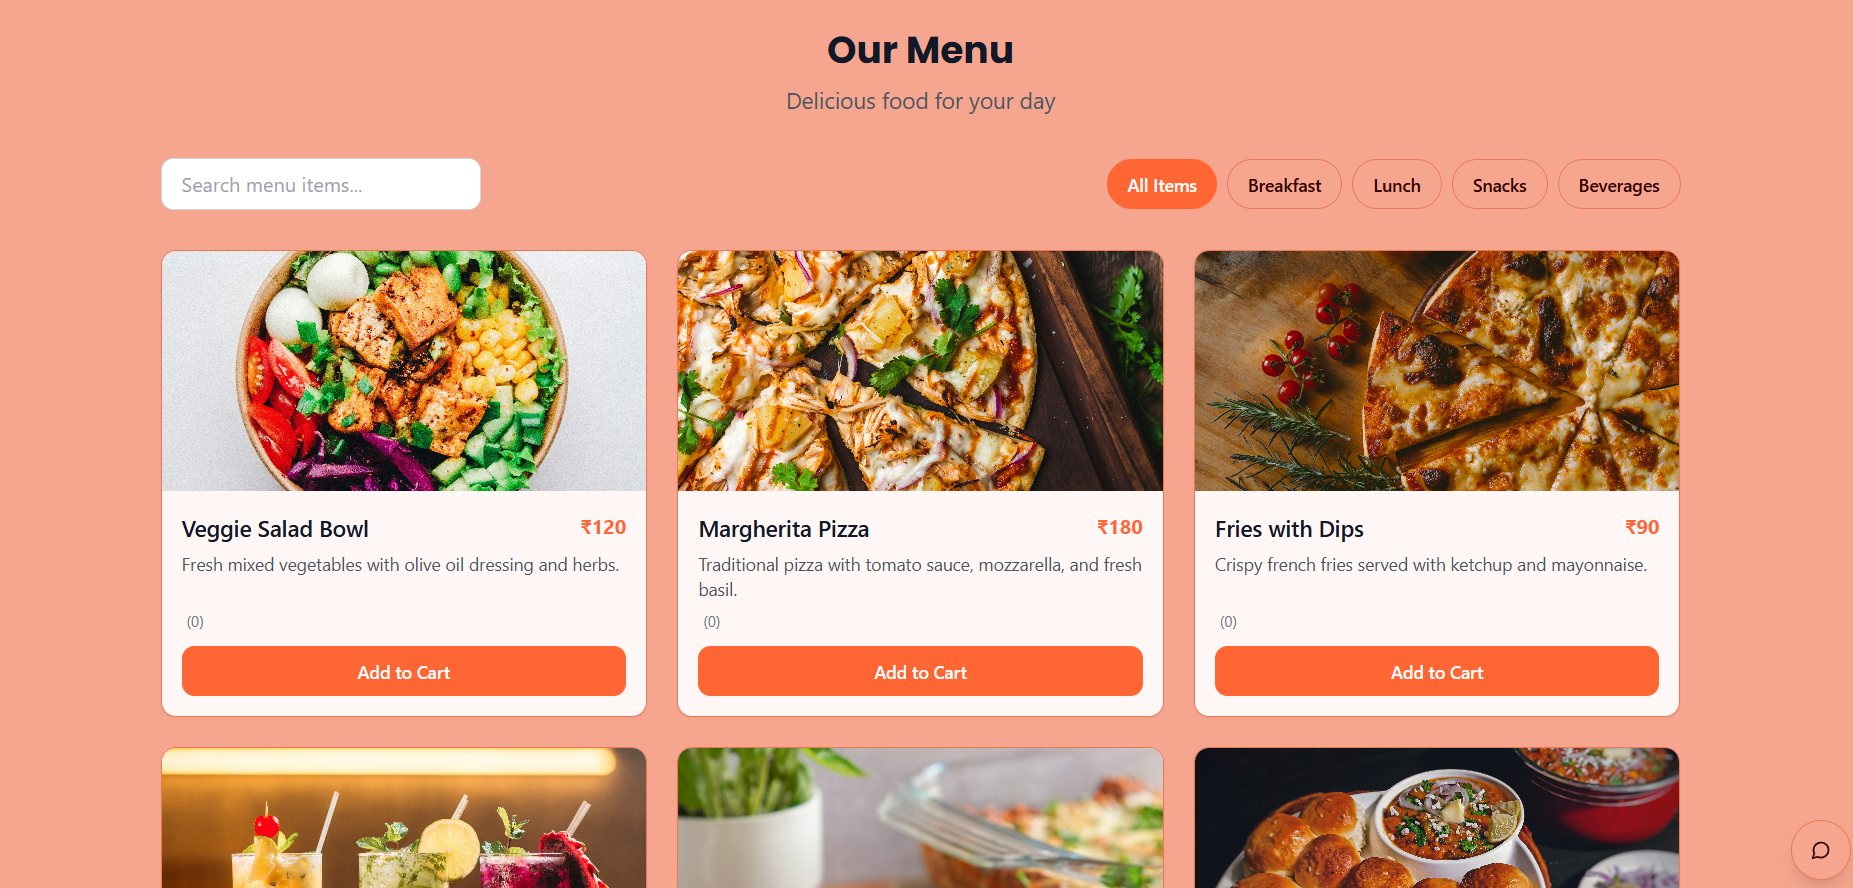 Our Menu
Delicious food for your day
Search menu items...
All Items
Breakfast
Lunch
Snacks
Beverages
Veggie Salad Bowl
₹120
Fresh mixed vegetables with olive oil dressing and herbs.
(0)
Add to Cart
Margherita Pizza
₹180
Traditional pizza with tomato sauce, mozzarella, and fresh
basil.
(0)
Add to Cart
Fries with Dips
₹90
Crispy french fries served with ketchup and mayonnaise.
(0)
Add to Cart